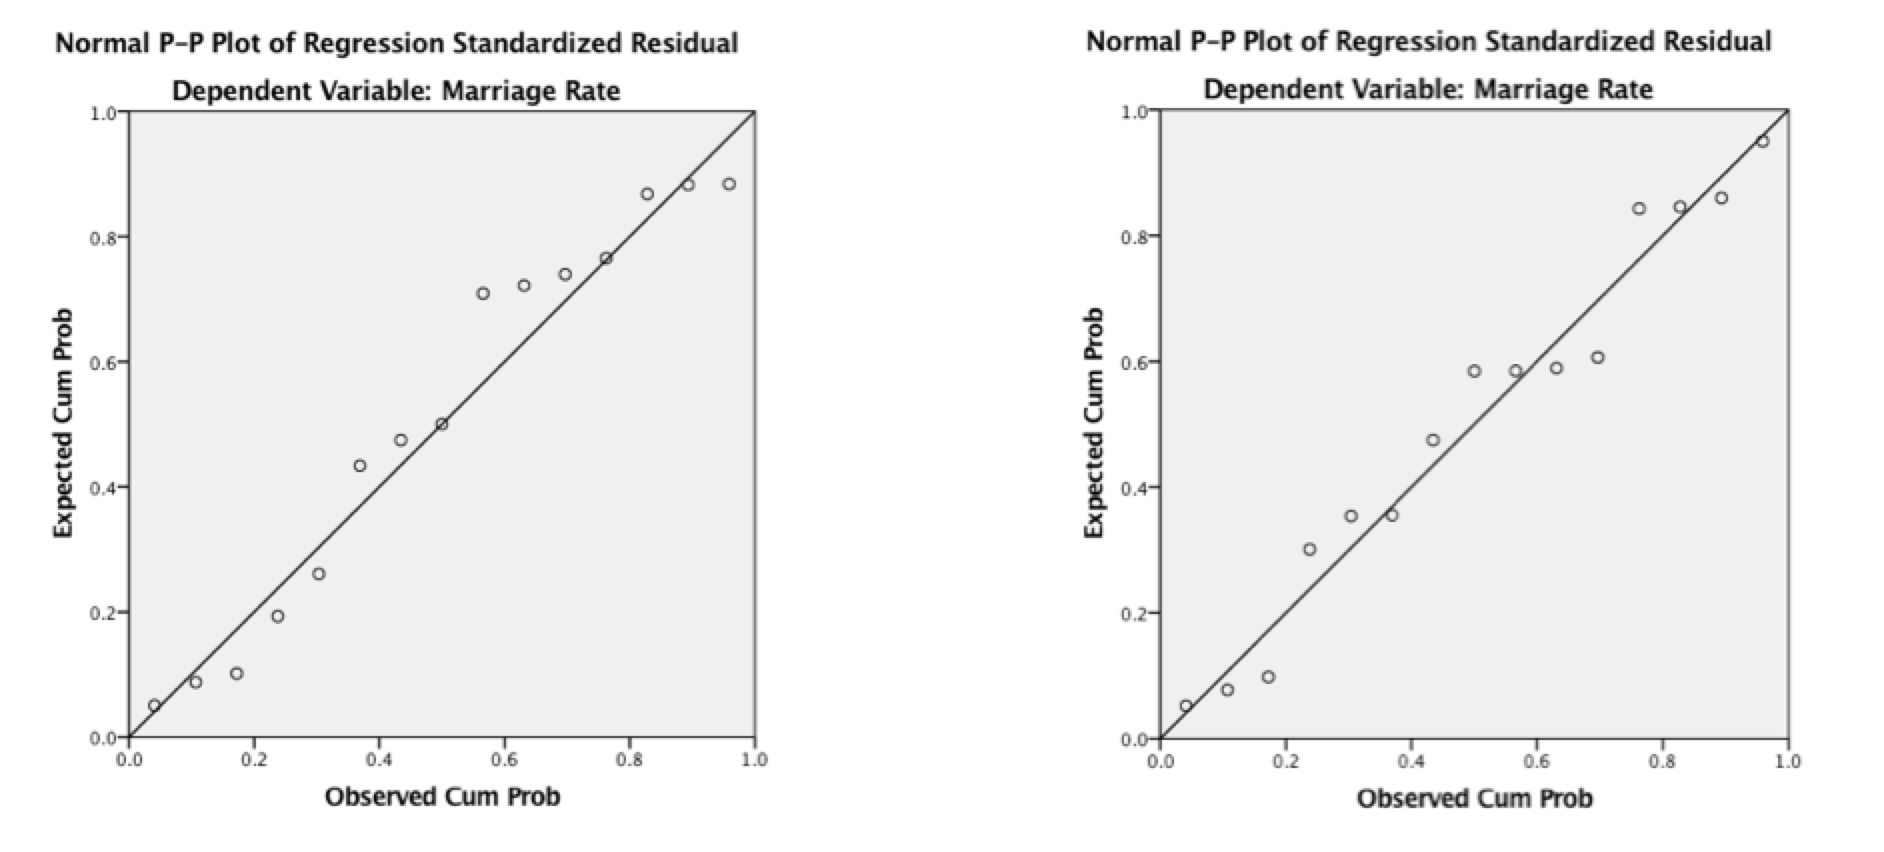 Normal P-P Plot of Regression Standardized Residual
Dependent Variable: Marriage Rate
1.0
0.8
0.6
0.4
0.2
0.0
Expected Cum Prob
0.0 0.2 0.4 0.6 0.8 1.0
Observed Cum Prob
Normal P-P Plot of Regression Standardized Residual
Dependent Variable: Marriage Rate
1.0
0.8
0.6
0.4
0.2
0.0
Expected Cum Prob
0.0 0.2 0.4 0.6 0.8 1.0
Observed Cum Prob